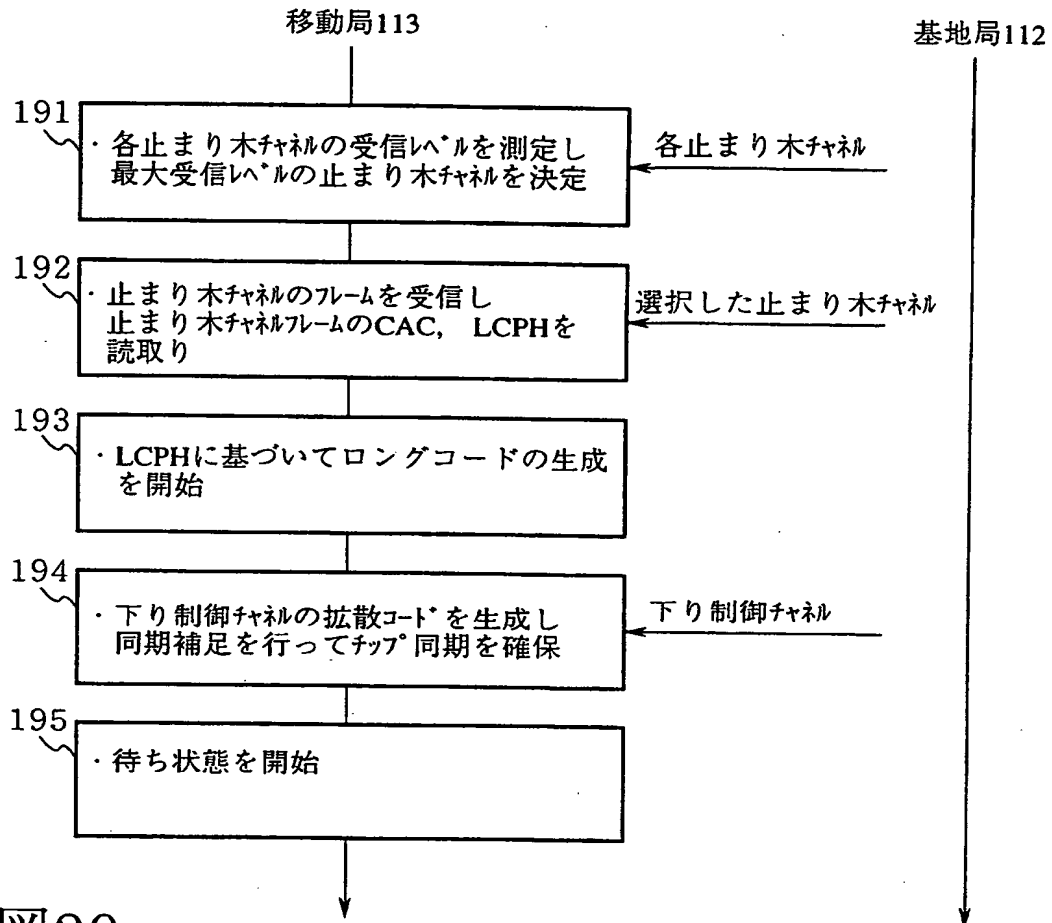 移動局113
基地局112
191
・各止まり木ﾁｬﾈﾙの受信ﾚﾍﾞﾙを測定し
最大受信ﾚﾍﾞﾙの止まり木ﾁｬﾈﾙを決定
各止まり木ﾁｬﾈﾙ
192
・止まり木ﾁｬﾈﾙのﾌﾚｰﾑを受信し
止まり木ﾁｬﾈﾙﾌﾚｰﾑのCAC, LCPHを
読取り
選択した止まり木ﾁｬﾈﾙ
193
・LCPHに基づいてロングコードの生成
を開始
194
・下り制御ﾁｬﾈﾙの拡散ｺｰﾄﾞを生成し
同期補足を行ってﾁｯﾌﾟ同期を確保
下り制御ﾁｬﾈﾙ
195
・待ち状態を開始